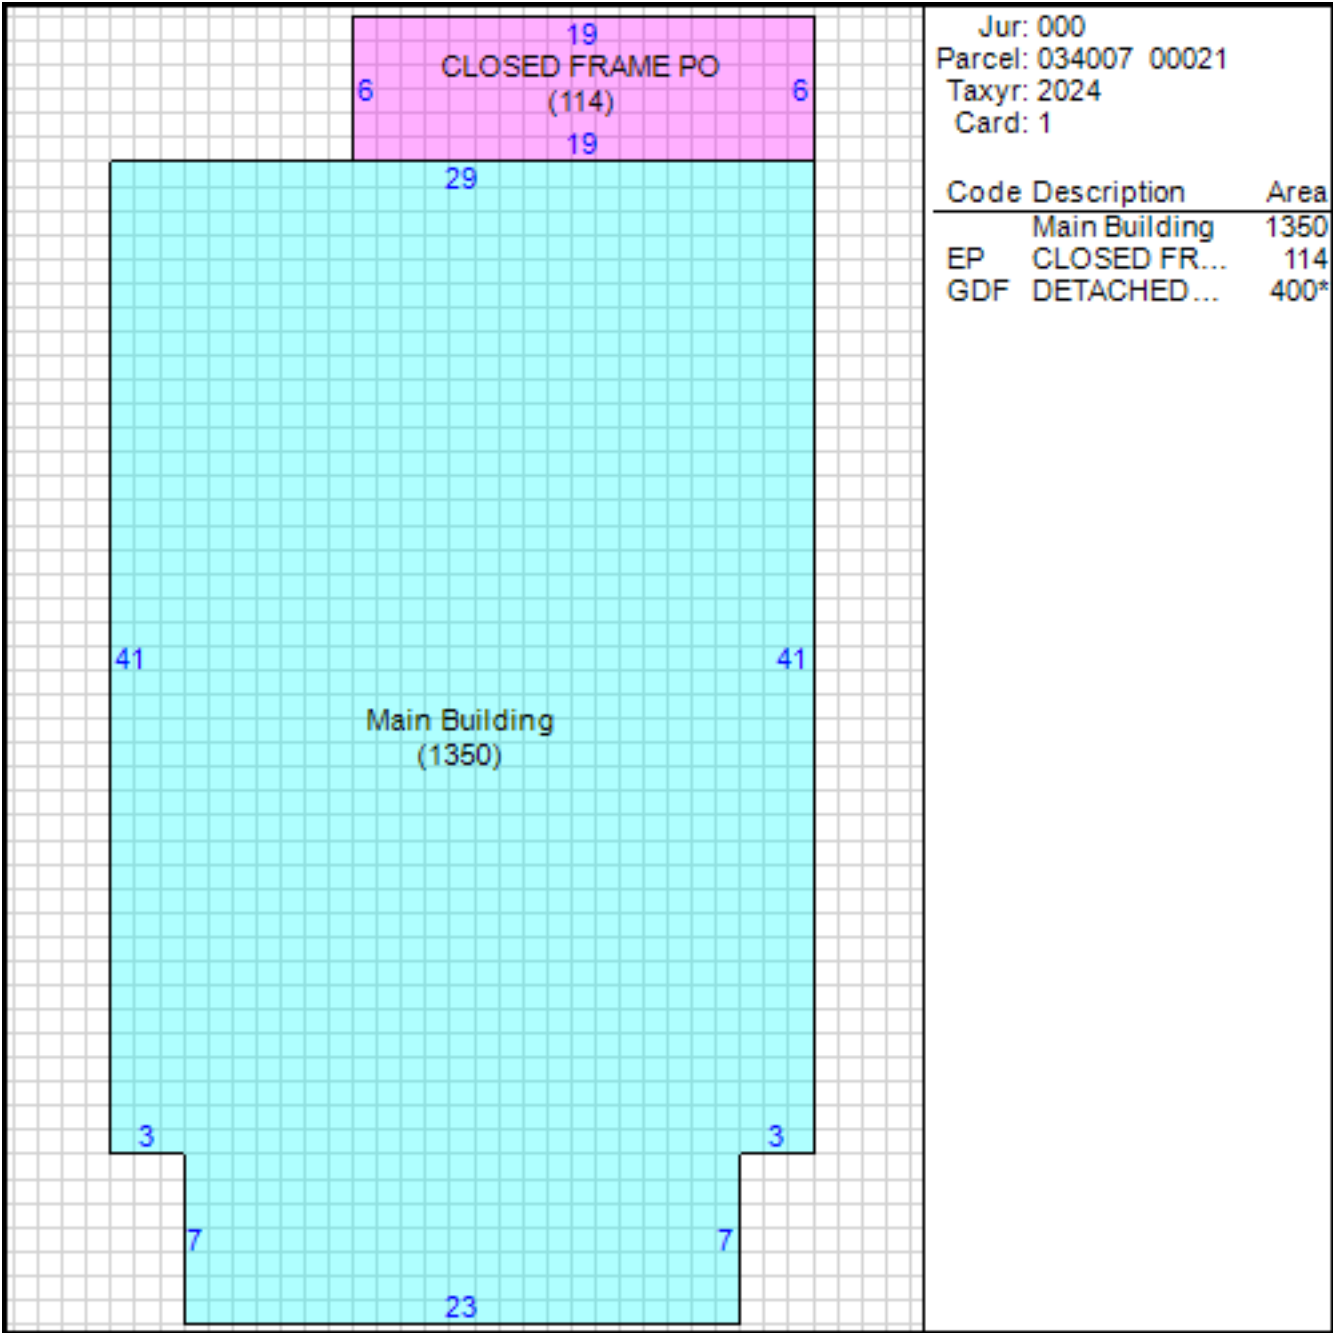 19
CLOSED FRAME PO
6
(114)
6
19
29
41
41
Main Building
(1350)
3
3
7
7
23
Jur: 000
Parcel: 034007 00021
Taxyr: 2024
Card: 1
Code Description Area
Main Building 1350
EP CLOSED FR... 114
GDF DETACHED... 400*